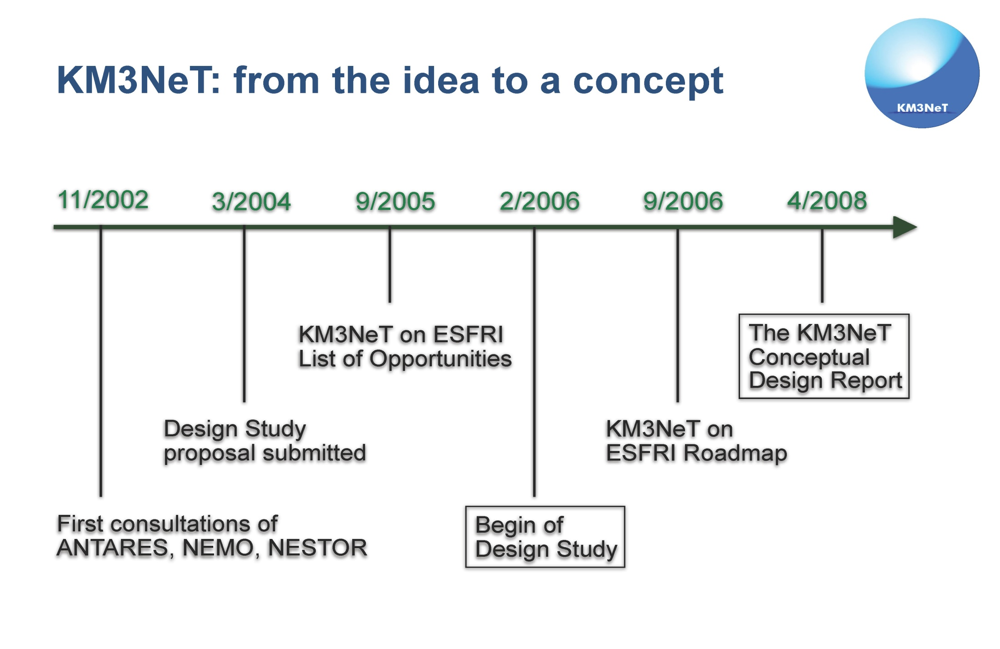 KM3NeT: from the idea to a concept
KM3NeT
11/2002
3/2004
9/2005
2/2006
9/2006
4/2008
KM3NeT on ESFRI
List of Opportunities
The KM3NeT
Conceptual
Design Report
Design Study
proposal submitted
KM3NeT on
ESFRI Roadmap
First consultations of
ANTARES, NEMO, NESTOR
Begin of
Design Study